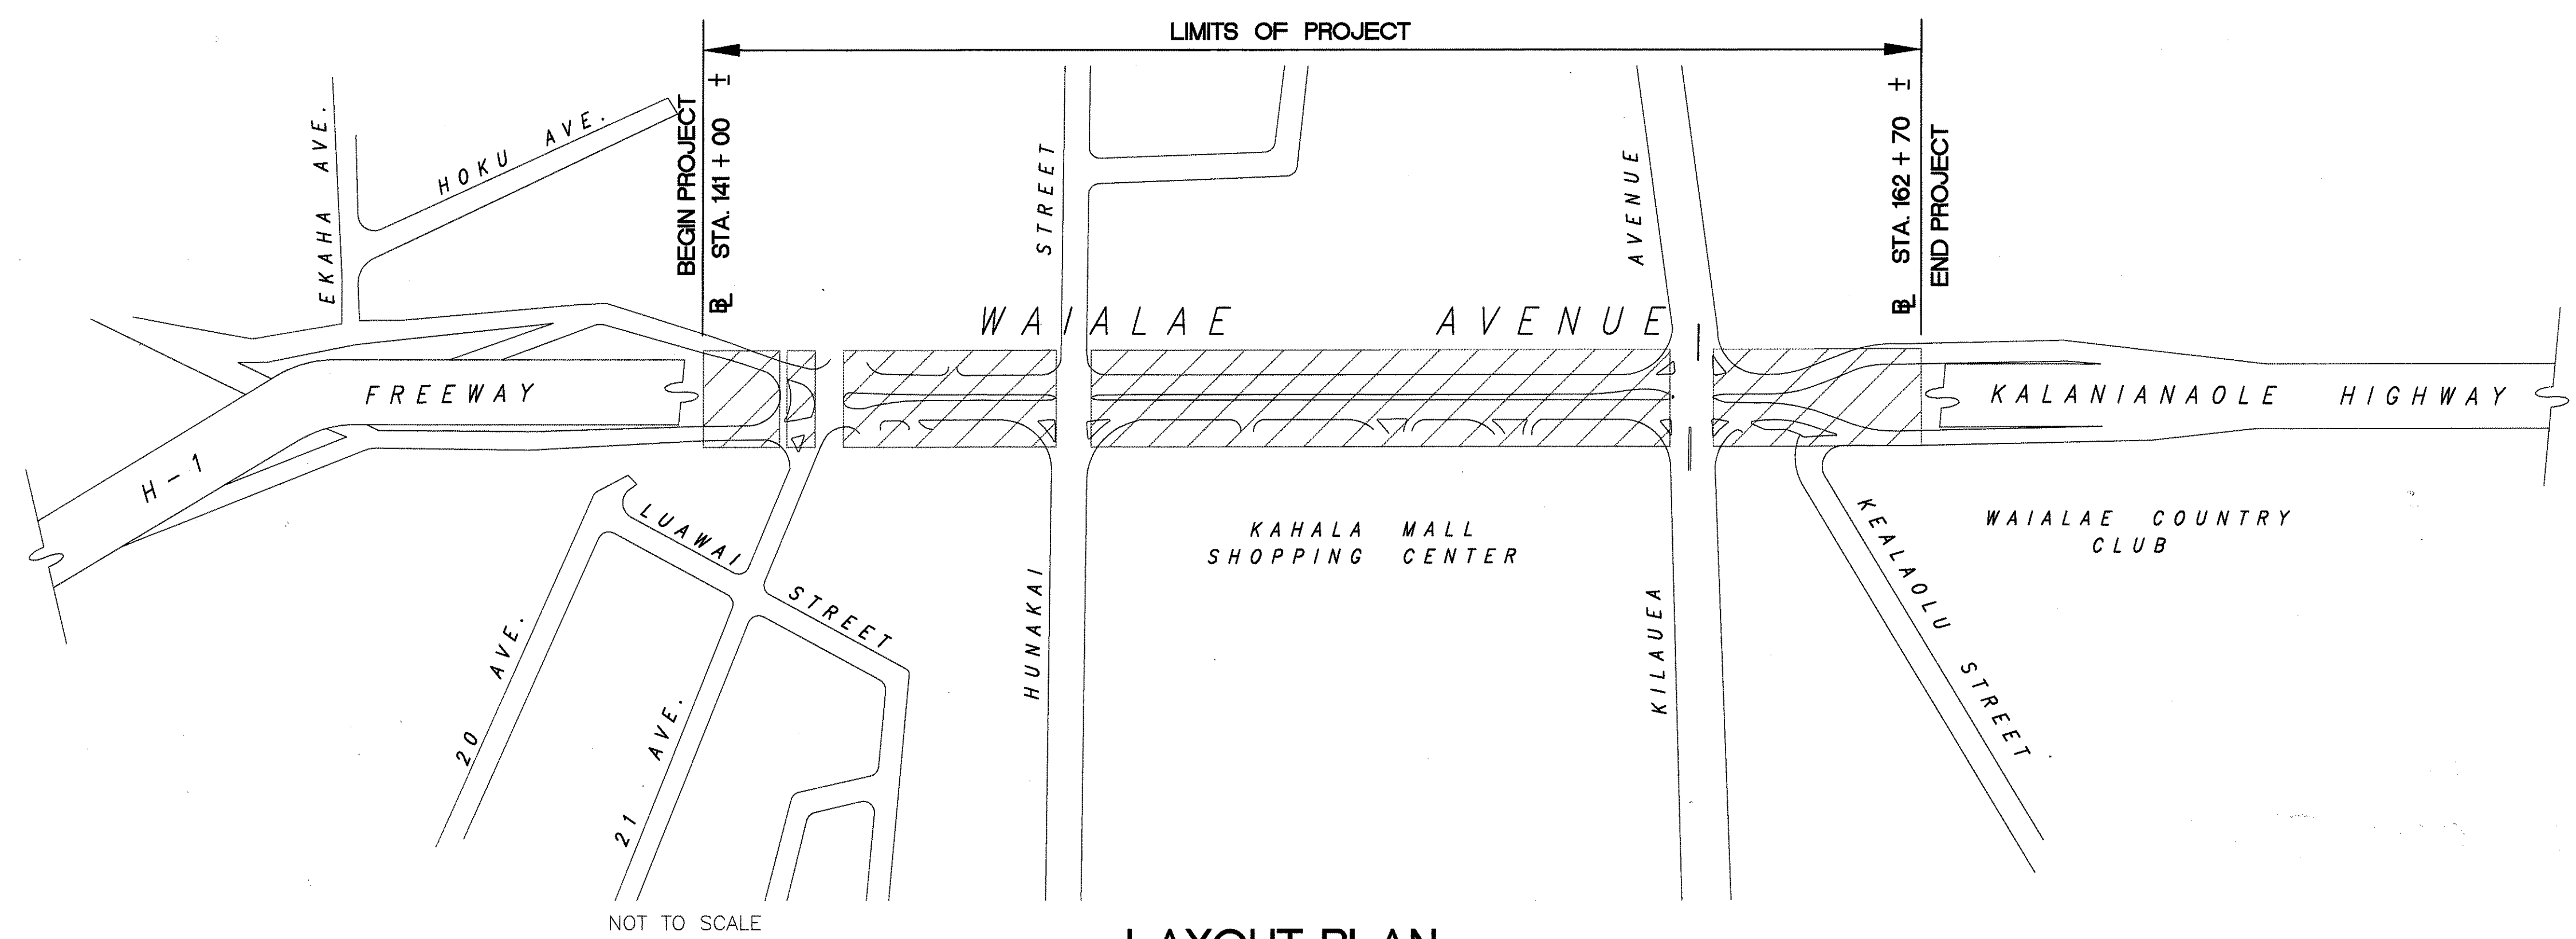 LIMITS OF PROJECT
BEGIN PROJECT
STA. 141 + 00 ±
STA. 162 + 70 ±
END PROJECT
EKAHA AVE.
HOKU AVE.
STREET
AVENUE
WAIALAE AVENUE
FREEWAY
H-1
KALANIANAOLE HIGHWAY
LUAWAI STREET
KAHALA MALL
SHOPPING CENTER
WAIALAE COUNTRY
CLUB
KEALAOLU STREET
HUNAKAI
KILAUEA
20 AVE.
21 AVE.
NOT TO SCALE
LAYOUT PLAN